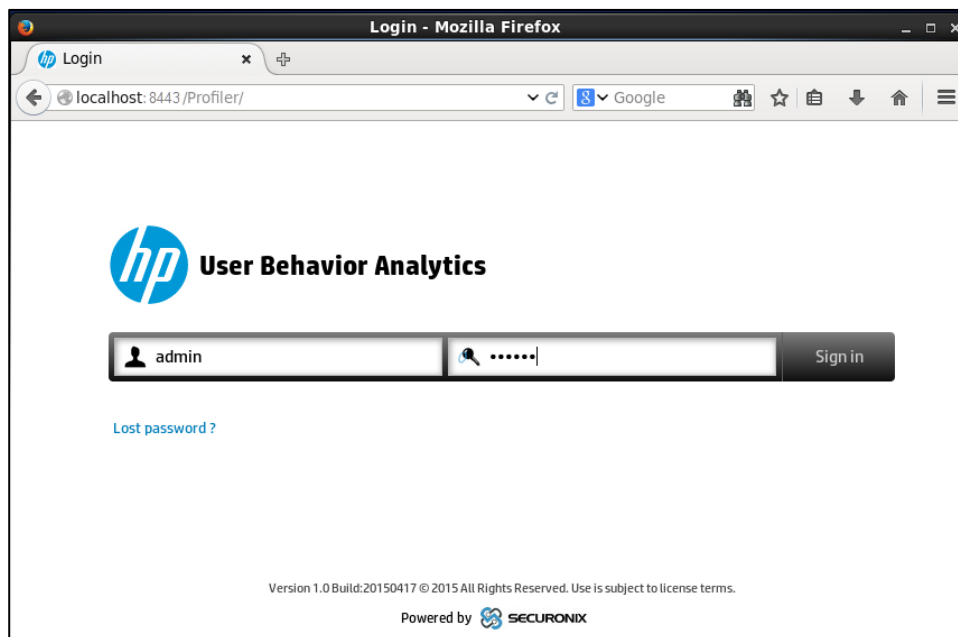 Login - Mozilla Firefox
Login
localhost:8443/Profiler/
Google
hp User Behavior Analytics
admin •••••• Sign in
Lost password ?
Version 1.0 Build:20150417 © 2015 All Rights Reserved. Use is subject to license terms.
Powered by SECURONIX